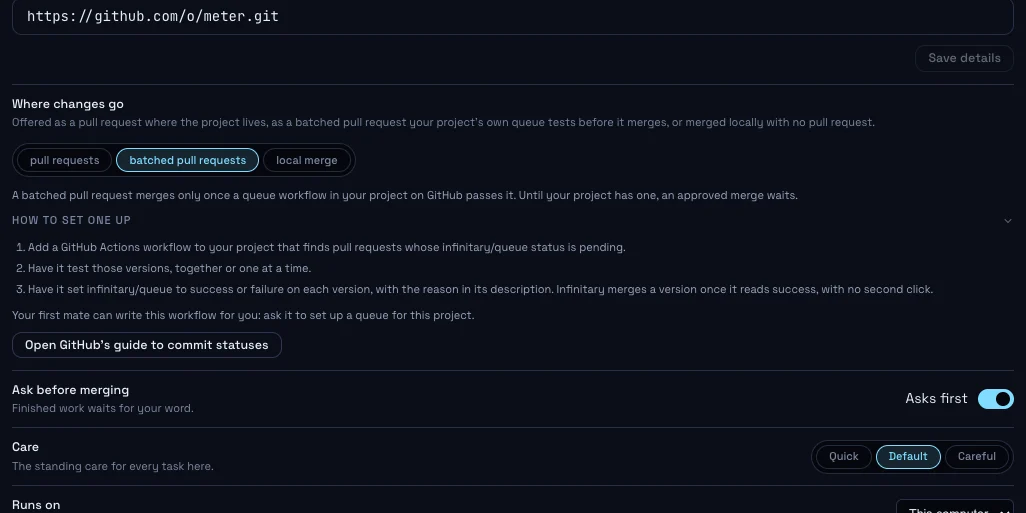 https://github.com/o/meter.git
Save details
Where changes go
Offered as a pull request where the project lives, as a batched pull request your project's own queue tests before it merges, or merged locally with no pull request.
pull requests
batched pull requests
local merge
A batched pull request merges only once a queue workflow in your project on GitHub passes it. Until your project has one, an approved merge waits.
HOW TO SET ONE UP
1. Add a GitHub Actions workflow to your project that finds pull requests whose infinitary/queue status is pending.
2. Have it test those versions, together or one at a time.
3. Have it set infinitary/queue to success or failure on each version, with the reason in its description. Infinitary merges a version once it reads success, with no second click.
Your first mate can write this workflow for you: ask it to set up a queue for this project.
Open GitHub's guide to commit statuses
Ask before merging
Asks first
Finished work waits for your word.
Care
The standing care for every task here.
Quick
Default
Careful
Runs on
This computer